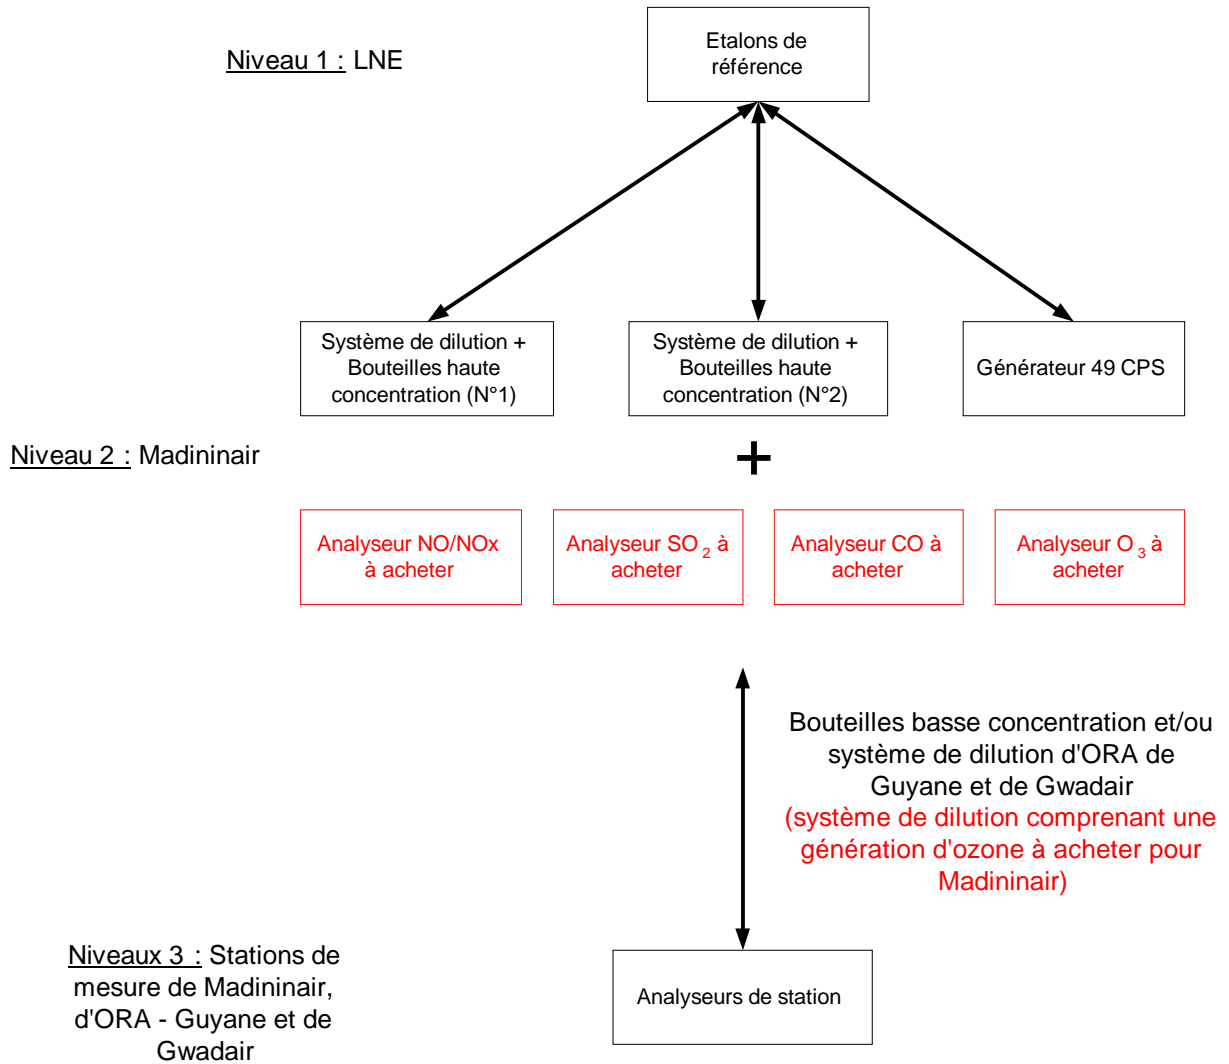 Etalons de
référence
Niveau 1 : LNE
Système de dilution +
Bouteilles haute
concentration (N°1)
Système de dilution +
Bouteilles haute
concentration (N°2)
Générateur 49 CPS
Niveau 2 : Madininair
+
Analyseur NO/NOx
à acheter
Analyseur SO2 à
acheter
Analyseur CO à
acheter
Analyseur O3 à
acheter
Bouteilles basse concentration et/ou
système de dilution d'ORA de
Guyane et de Gwadair
(système de dilution comprenant une
génération d'ozone à acheter pour
Madininair)
Niveaux 3 : Stations de
mesure de Madininair,
d'ORA - Guyane et de
Gwadair
Analyseurs de station